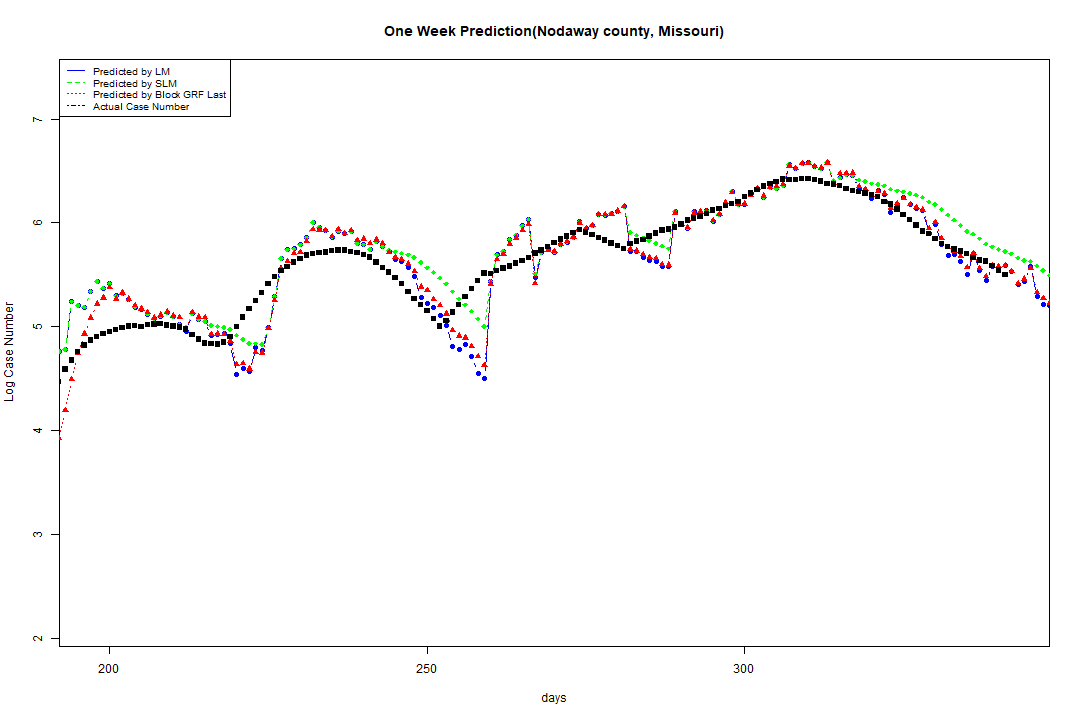 One Week Prediction(Nodaway county, Missouri)
Predicted by LM
Predicted by SLM
Predicted by Block GRF Last
Actual Case Number
Log Case Number
7
6
5
4
3
2
200 250 300
days